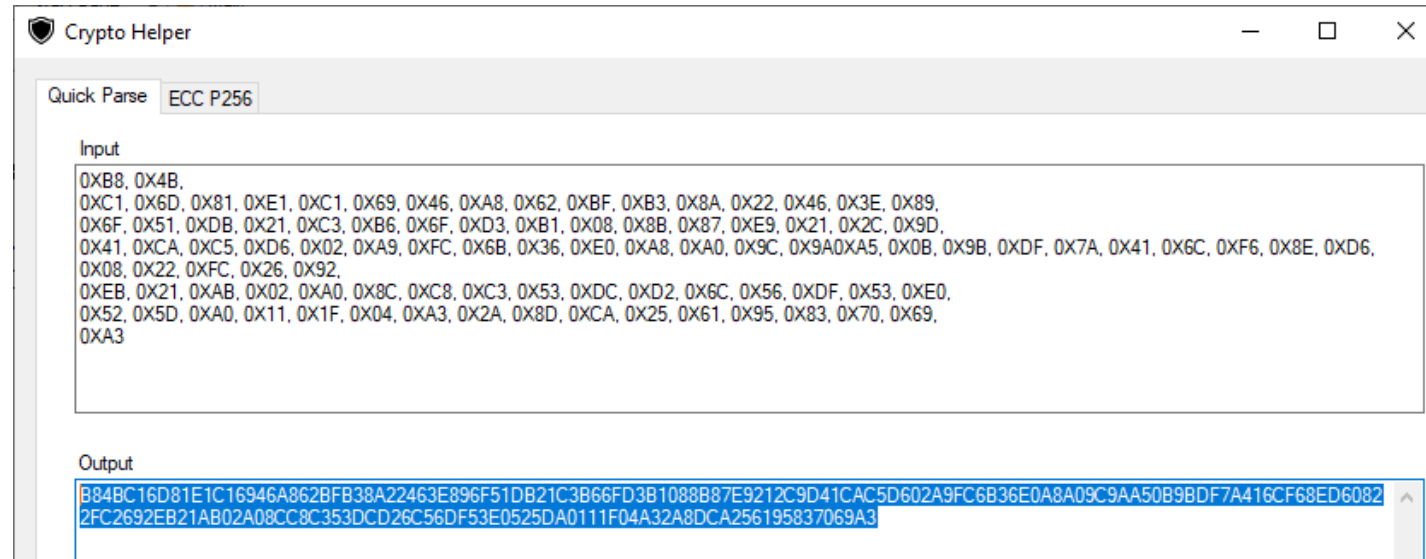 Crypto Helper
Quick Parse ECC P256
Input
0XB8, 0X4B,
0XC1, 0X6D, 0X81, 0XE1, 0XC1, 0X69, 0X46, 0XA8, 0X62, 0XBF, 0XB3, 0X8A, 0X22, 0X46, 0X3E, 0X89,
0X6F, 0X51, 0XDB, 0X21, 0XC3, 0XB6, 0X6F, 0XD3, 0XB1, 0X08, 0X8B, 0X87, 0XE9, 0X21, 0X2C, 0X9D,
0X41, 0XCA, 0XC5, 0XD6, 0X02, 0XA9, 0XFC, 0X6B, 0X36, 0XE0, 0XA8, 0XA0, 0X9C, 0X9A0XA5, 0X0B, 0X9B, 0XDF, 0X7A, 0X41, 0X6C, 0XF6, 0X8E, 0XD6,
0X08, 0X22, 0XFC, 0X26, 0X92,
0XEB, 0X21, 0XAB, 0X02, 0XA0, 0X8C, 0XC8, 0XC3, 0X53, 0XDC, 0XD2, 0X6C, 0X56, 0XDF, 0X53, 0XE0,
0X52, 0X5D, 0XA0, 0X11, 0X1F, 0X04, 0XA3, 0X2A, 0X8D, 0XCA, 0X25, 0X61, 0X95, 0X83, 0X70, 0X69,
0XA3
Output
B84BC16D81E1C16946A862BFB38A22463E896F51DB21C3B66FD3B1088B87E9212C9D41CAC5D602A9FC6B36E0A8A09C9AA50B9BDF7A416CF68ED6082
2FC2692EB21AB02A08CC8C353DCD26C56DF53E0525DA0111F04A32A8DCA256195837069A3